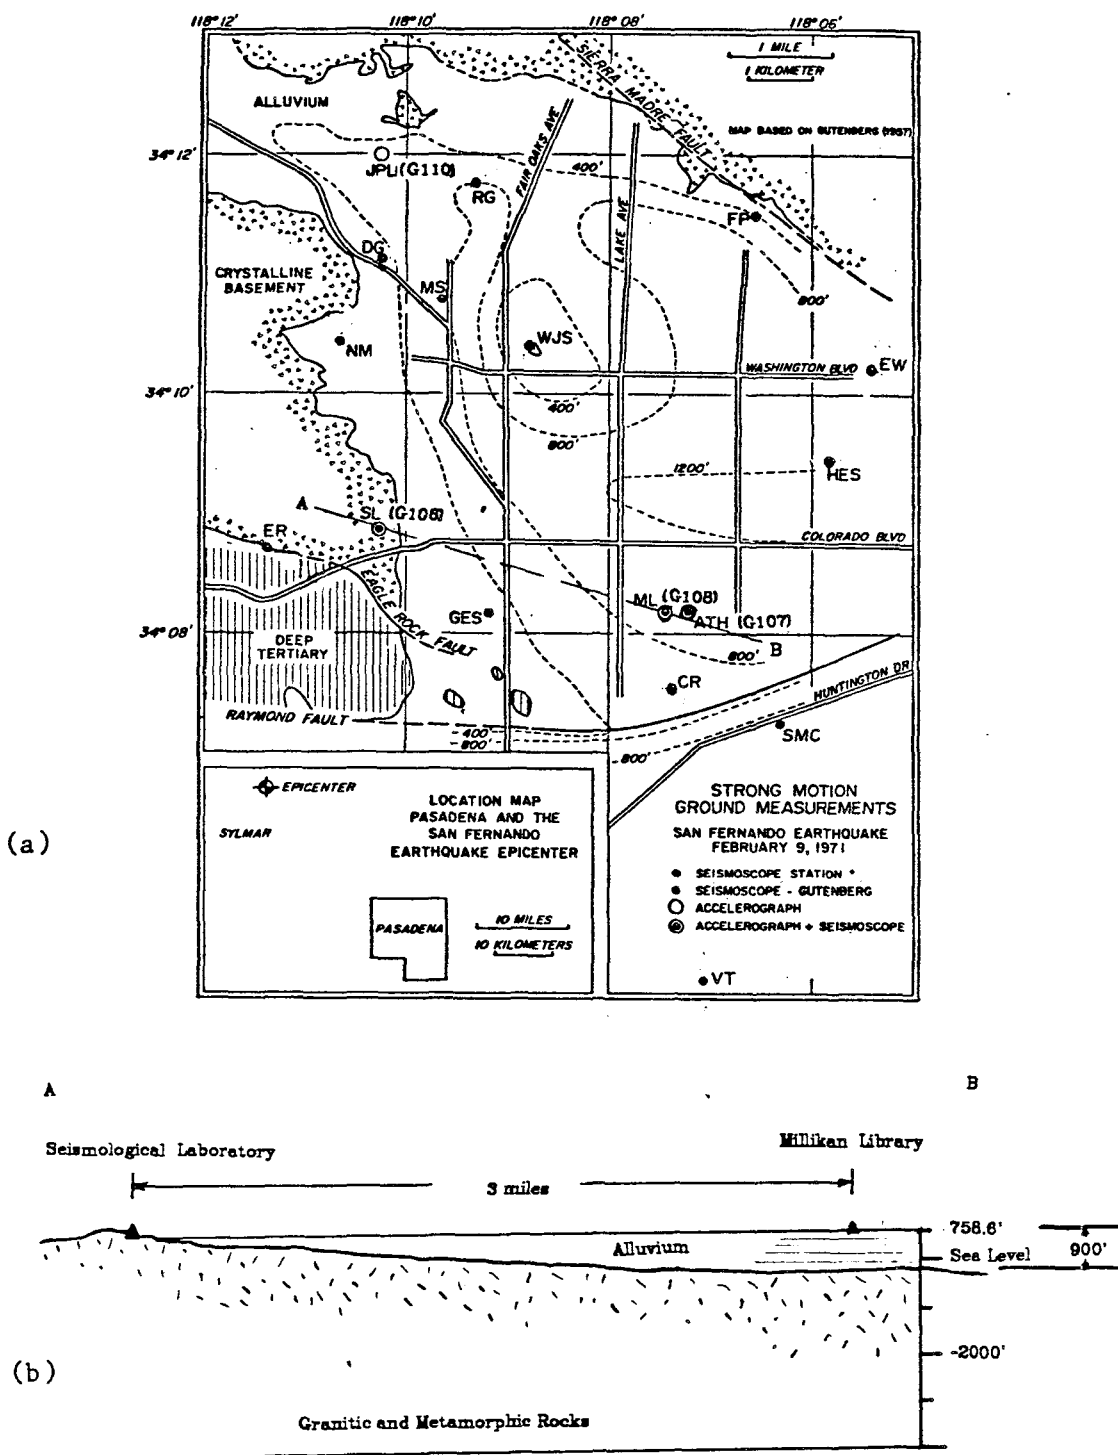 118° 12'
118° 10'
118° 08'
118° 06'
1 MILE
1 KILOMETER
SIERRA MADRE FAULT
ALLUVIUM
MAP BASED ON GUTENBERG (1957)
34° 12'
JPL (G110)
RG
FAIR OAKS AVE
400'
LAKE AVE
FP
DG
CRYSTALLINE
BASEMENT
MS
800'
NM
WJS
WASHINGTON BLVD
EW
34° 10'
400'
800'
1200'
HES
A
SL (G106)
ER
COLORADO BLVD
EAGLE ROCK FAULT
ML (G108)
GES
ATH (G107)
34° 08'
DEEP
TERTIARY
800'
B
CR
HUNTINGTON DR
RAYMOND FAULT
400'
800'
800'
SMC
EPICENTER
SYLMAR
LOCATION MAP
PASADENA AND THE
SAN FERNANDO
EARTHQUAKE EPICENTER
PASADENA
10 MILES
10 KILOMETERS
STRONG MOTION
GROUND MEASUREMENTS
SAN FERNANDO EARTHQUAKE
FEBRUARY 9, 1971
SEISMOSCOPE STATION
SEISMOSCOPE - GUTENBERG
ACCELEROGRAPH
ACCELEROGRAPH + SEISMOSCOPE
VT
(a)
A
B
Seismological Laboratory
Millikan Library
3 miles
758.6'
Alluvium
Sea Level
900'
-2000'
(b)
Granitic and Metamorphic Rocks